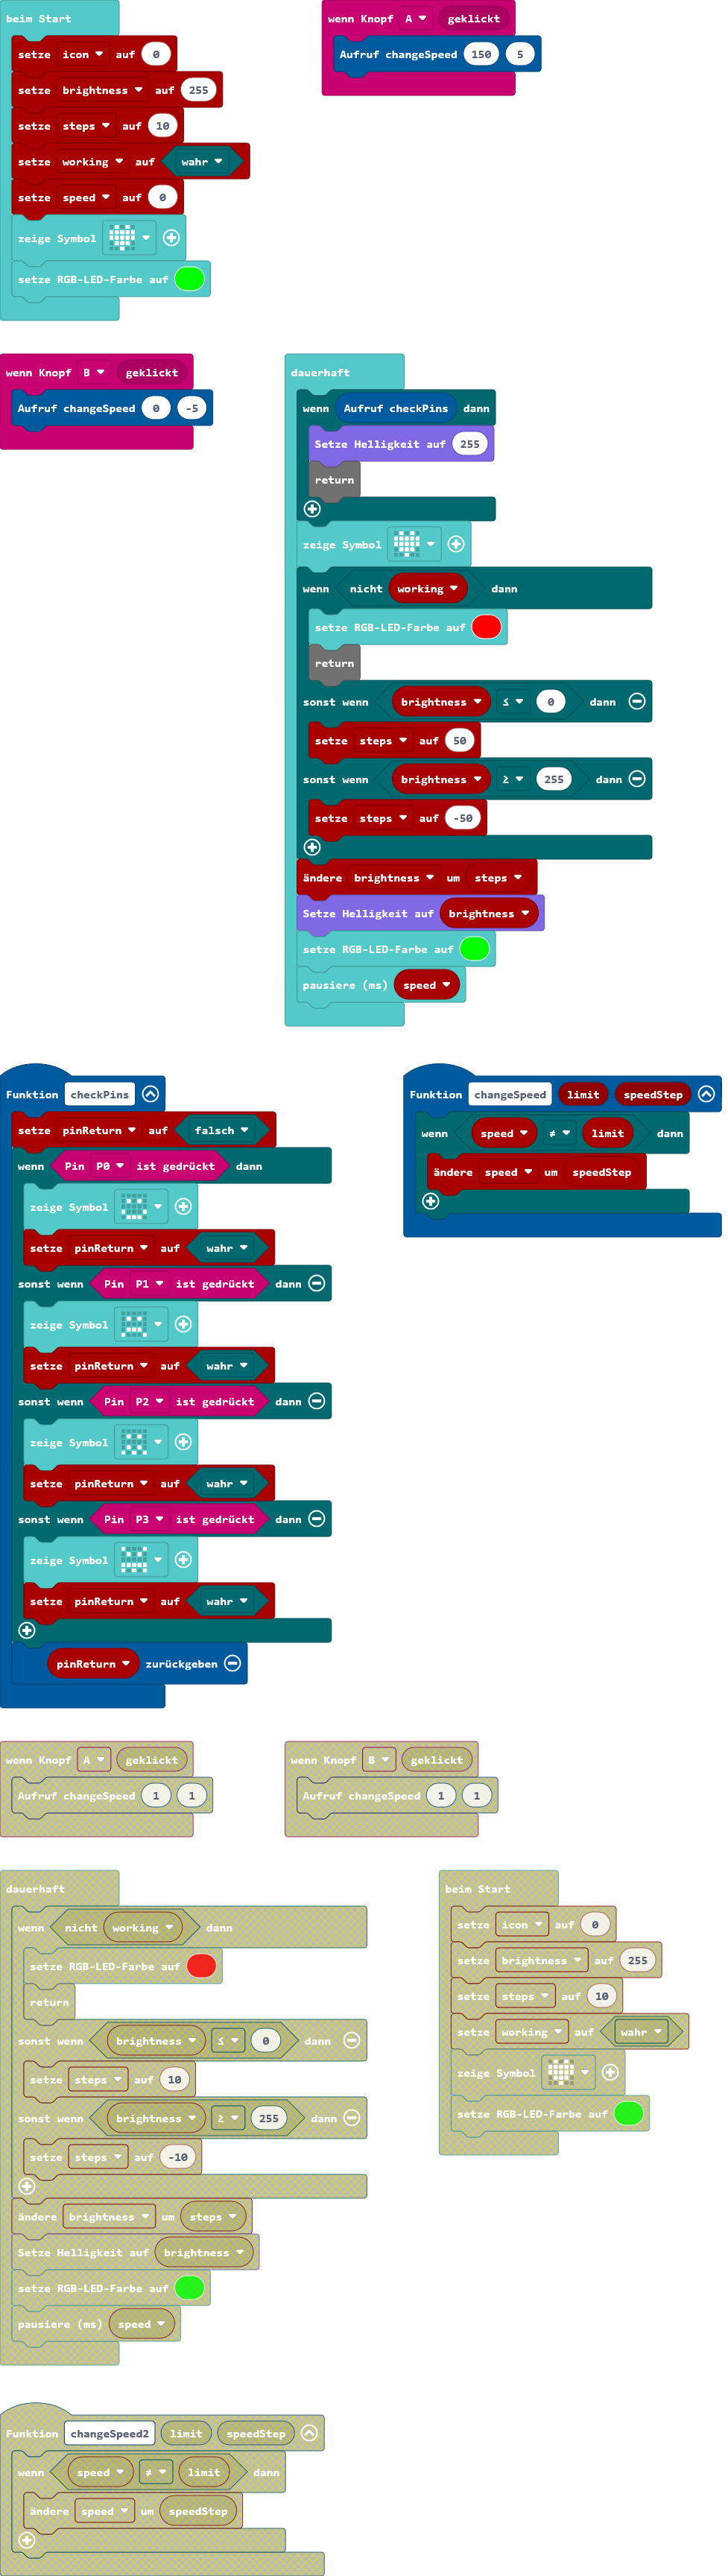 beim Start
setze icon auf 0
setze brightness auf 255
setze steps auf 10
setze working auf wahr
setze speed auf 0
zeige Symbol
setze RGB-LED-Farbe auf
wenn Knopf A geklickt
Aufruf changeSpeed 150 5
wenn Knopf B geklickt
Aufruf changeSpeed 0 -5
dauerhaft
wenn Aufruf checkPins dann
Setze Helligkeit auf 255
return
zeige Symbol
wenn nicht working dann
setze RGB-LED-Farbe auf
return
sonst wenn brightness ≤ 0 dann
setze steps auf 50
sonst wenn brightness ≥ 255 dann
setze steps auf -50
ändere brightness um steps
Setze Helligkeit auf brightness
setze RGB-LED-Farbe auf
pausiere (ms) speed
Funktion checkPins
setze pinReturn auf falsch
wenn Pin P0 ist gedrückt dann
zeige Symbol
setze pinReturn auf wahr
sonst wenn Pin P1 ist gedrückt dann
zeige Symbol
setze pinReturn auf wahr
sonst wenn Pin P2 ist gedrückt dann
zeige Symbol
setze pinReturn auf wahr
sonst wenn Pin P3 ist gedrückt dann
zeige Symbol
setze pinReturn auf wahr
pinReturn zurückgeben
Funktion changeSpeed limit speedStep
wenn speed ≠ limit dann
ändere speed um speedStep
wenn Knopf A geklickt
Aufruf changeSpeed 1 1
wenn Knopf B geklickt
Aufruf changeSpeed 1 1
dauerhaft
wenn nicht working dann
setze RGB-LED-Farbe auf
return
sonst wenn brightness ≤ 0 dann
setze steps auf 10
sonst wenn brightness ≥ 255 dann
setze steps auf -10
ändere brightness um steps
Setze Helligkeit auf brightness
setze RGB-LED-Farbe auf
pausiere (ms) speed
beim Start
setze icon auf 0
setze brightness auf 255
setze steps auf 10
setze working auf wahr
zeige Symbol
setze RGB-LED-Farbe auf
Funktion changeSpeed2 limit speedStep
wenn speed ≠ limit dann
ändere speed um speedStep